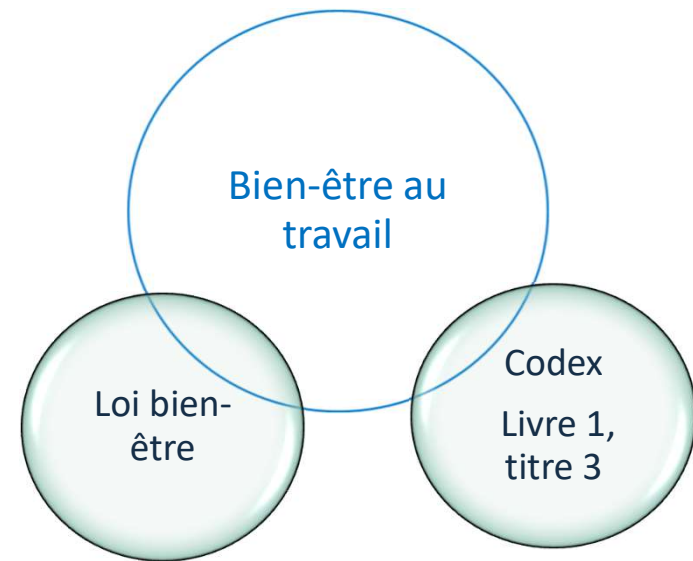 Bien-être au
travail
Loi bien-
être
Codex
Livre 1,
titre 3